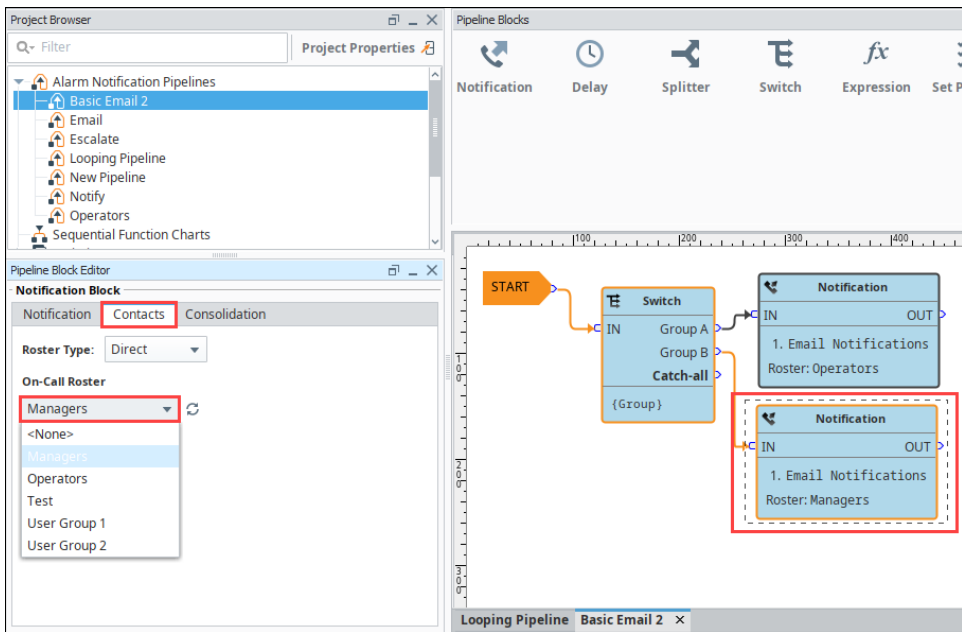 Project Browser
Filter
Project Properties
Alarm Notification Pipelines
Basic Email 2
Email
Escalate
Looping Pipeline
New Pipeline
Notify
Operators
Sequential Function Charts
Pipeline Block Editor
Notification Block
Notification Contacts Consolidation
Roster Type: Direct
On-Call Roster
Managers
<None>
Managers
Operators
Test
User Group 1
User Group 2
Pipeline Blocks
Notification Delay Splitter Switch Expression Set P
100 200 300 400
100
200
300
START
Switch
IN Group A
Group B
Catch-all
{Group}
Notification
IN OUT
1. Email Notifications
Roster: Operators
Notification
IN OUT
1. Email Notifications
Roster: Managers
Looping Pipeline Basic Email 2